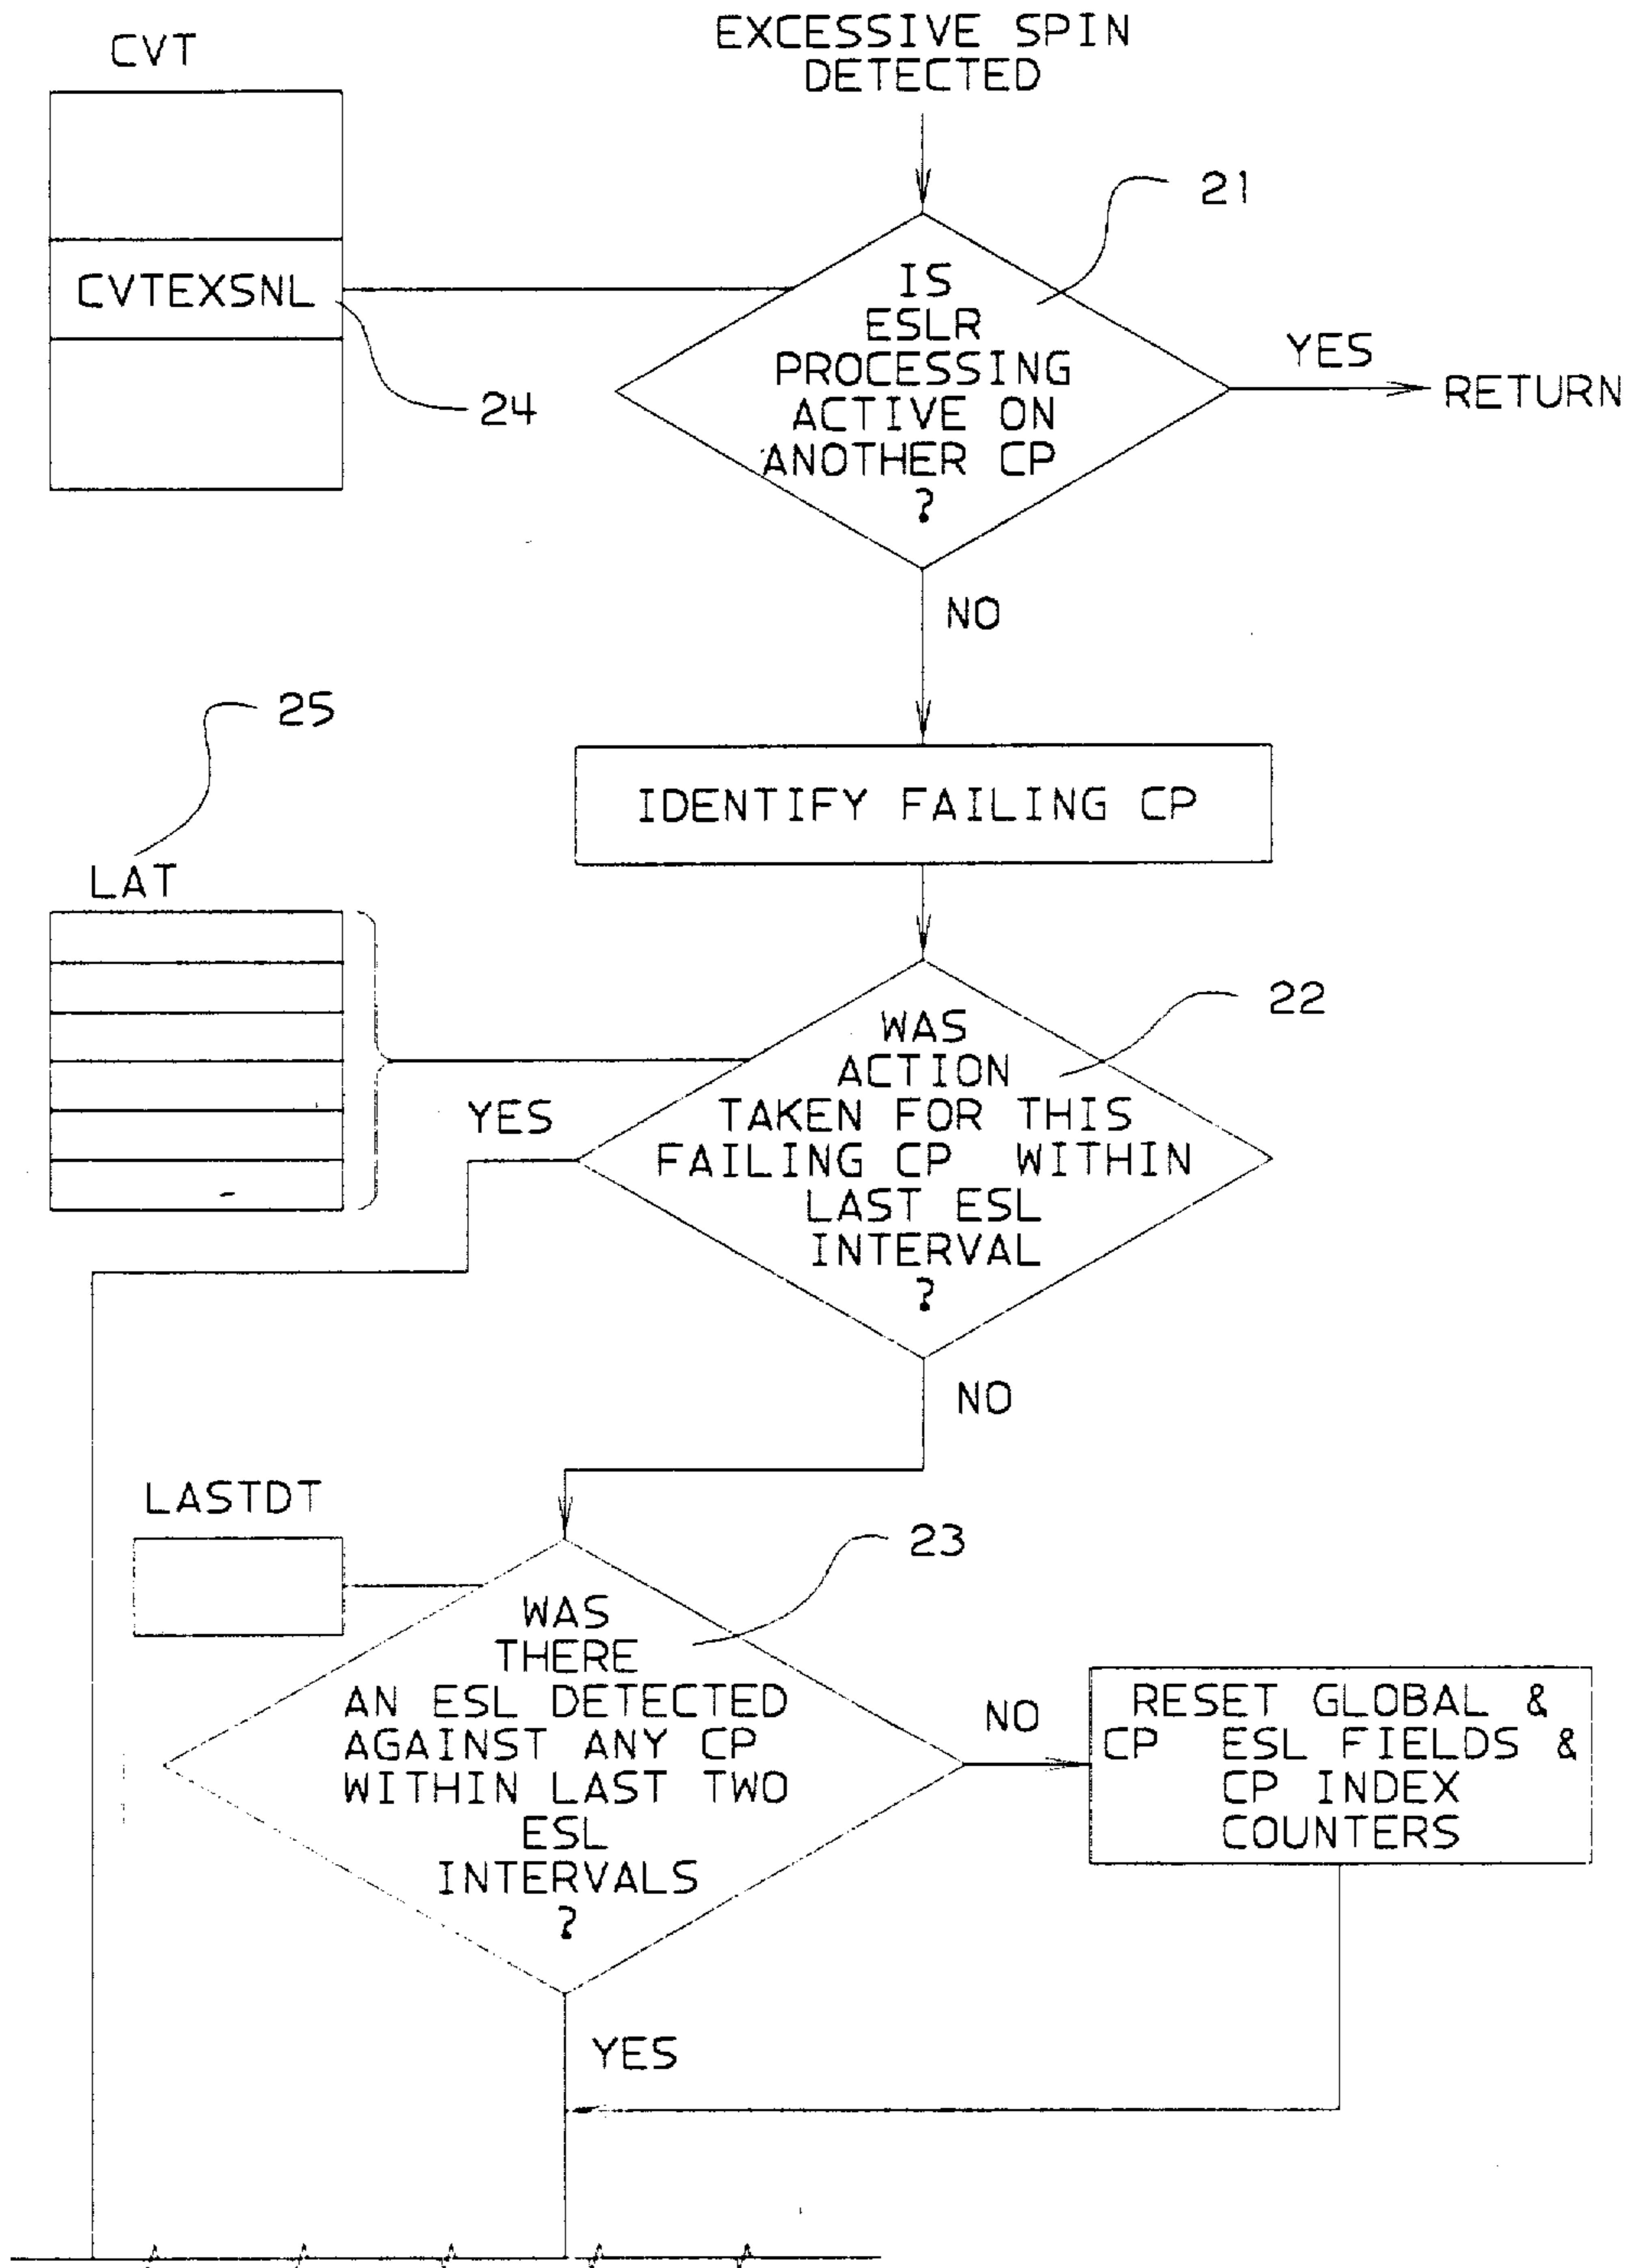 CVT
EXCESSIVE SPIN
DETECTED
21
CVTEXSNL
24
IS
ESLR
PROCESSING
ACTIVE ON
ANOTHER CP
?
YES
RETURN
NO
25
IDENTIFY FAILING CP
LAT
22
WAS
ACTION
TAKEN FOR THIS
FAILING CP WITHIN
LAST ESL
INTERVAL
?
YES
NO
LASTDT
23
WAS
THERE
AN ESL DETECTED
AGAINST ANY CP
WITHIN LAST TWO
ESL
INTERVALS
?
NO
RESET GLOBAL &
CP ESL FIELDS &
CP INDEX
COUNTERS
YES